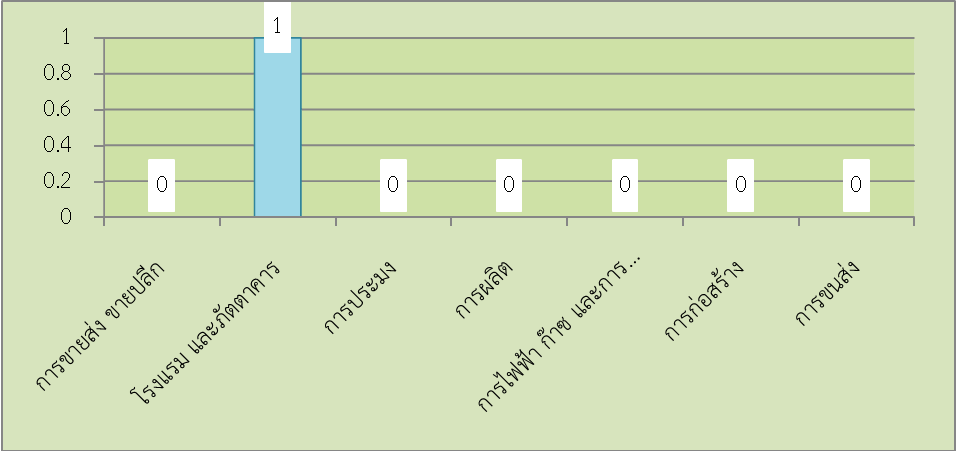 1
1
0.8
0.6
0.4
0.2
0
0 0 0 0 0 0
การขายส่ง ขายปลีก
โรงแรม และภัตตาคาร
การประมง
การผลิต
การไฟฟ้า ก๊าซ และการ...
การก่อสร้าง
การขนส่ง